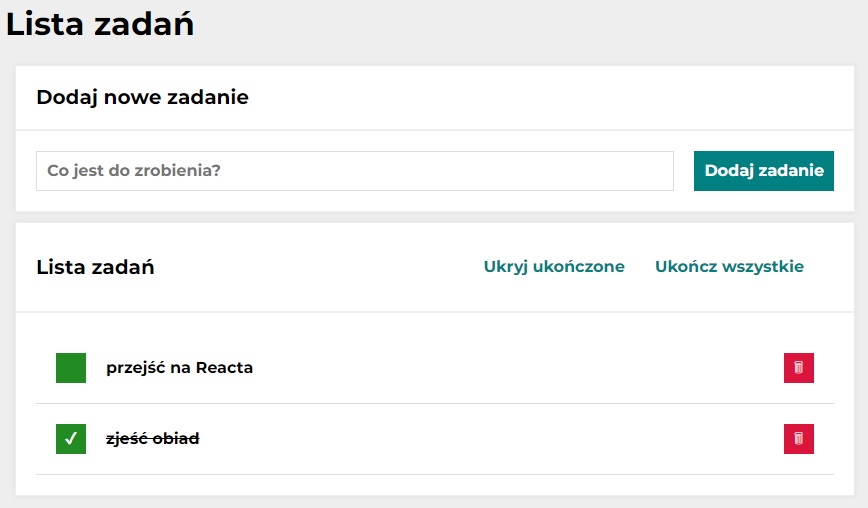 Lista zadań
Dodaj nowe zadanie
Co jest do zrobienia?
Dodaj zadanie
Lista zadań
Ukryj ukończone
Ukończ wszystkie
przejść na Reacta
zjeść obiad